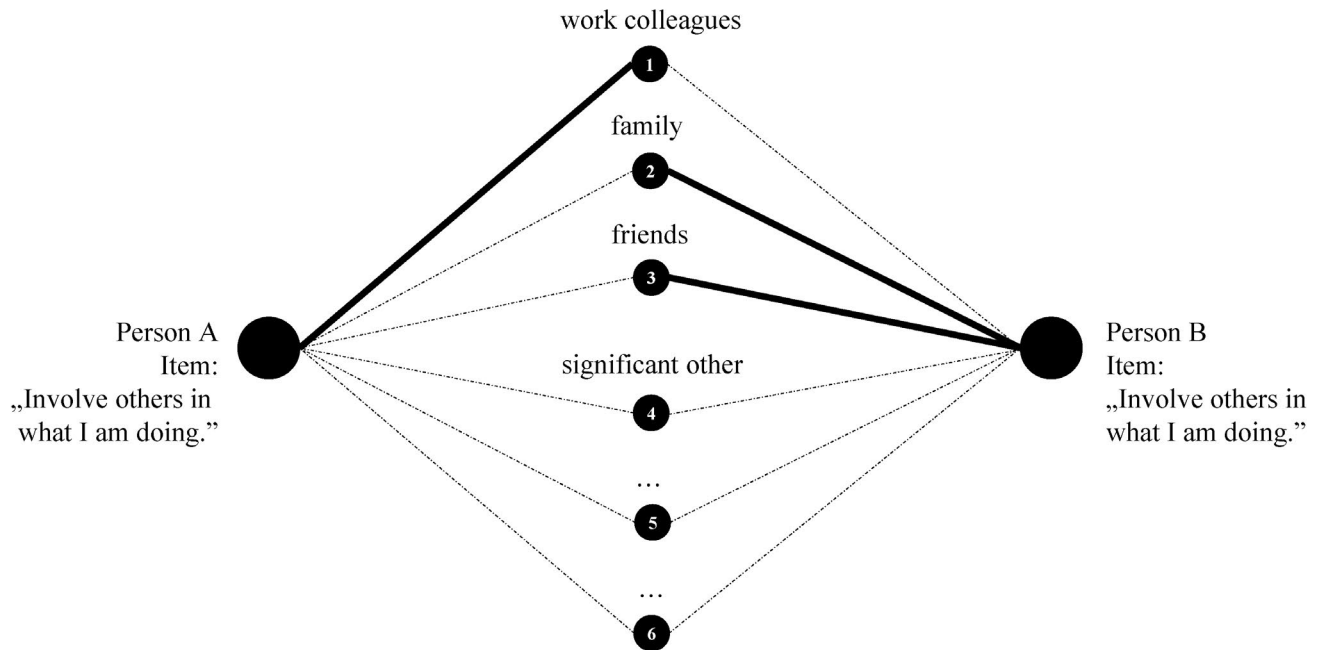 work colleagues
1
family
2
friends
3
Person A
Item:
„Involve others in
what I am doing.”
significant other
4
Person B
Item:
„Involve others in
what I am doing.”
...
5
...
6